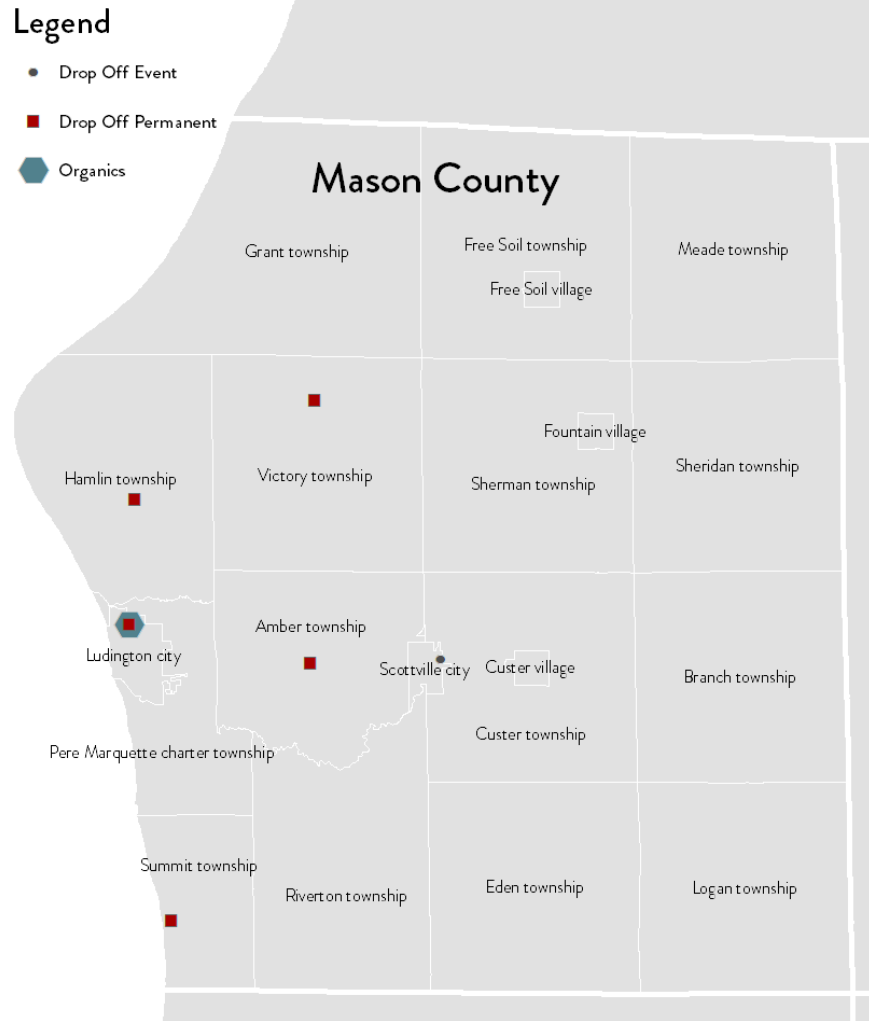 Legend
Drop Off Event
Drop Off Permanent
Organics
Mason County
Grant township
Free Soil township
Meade township
Free Soil village
Fountain village
Hamlin township
Victory township
Sherman township
Sheridan township
Amber township
Ludington city
Scottville city
Custer village
Branch township
Custer township
Pere Marquette charter township
Summit township
Riverton township
Eden township
Logan township